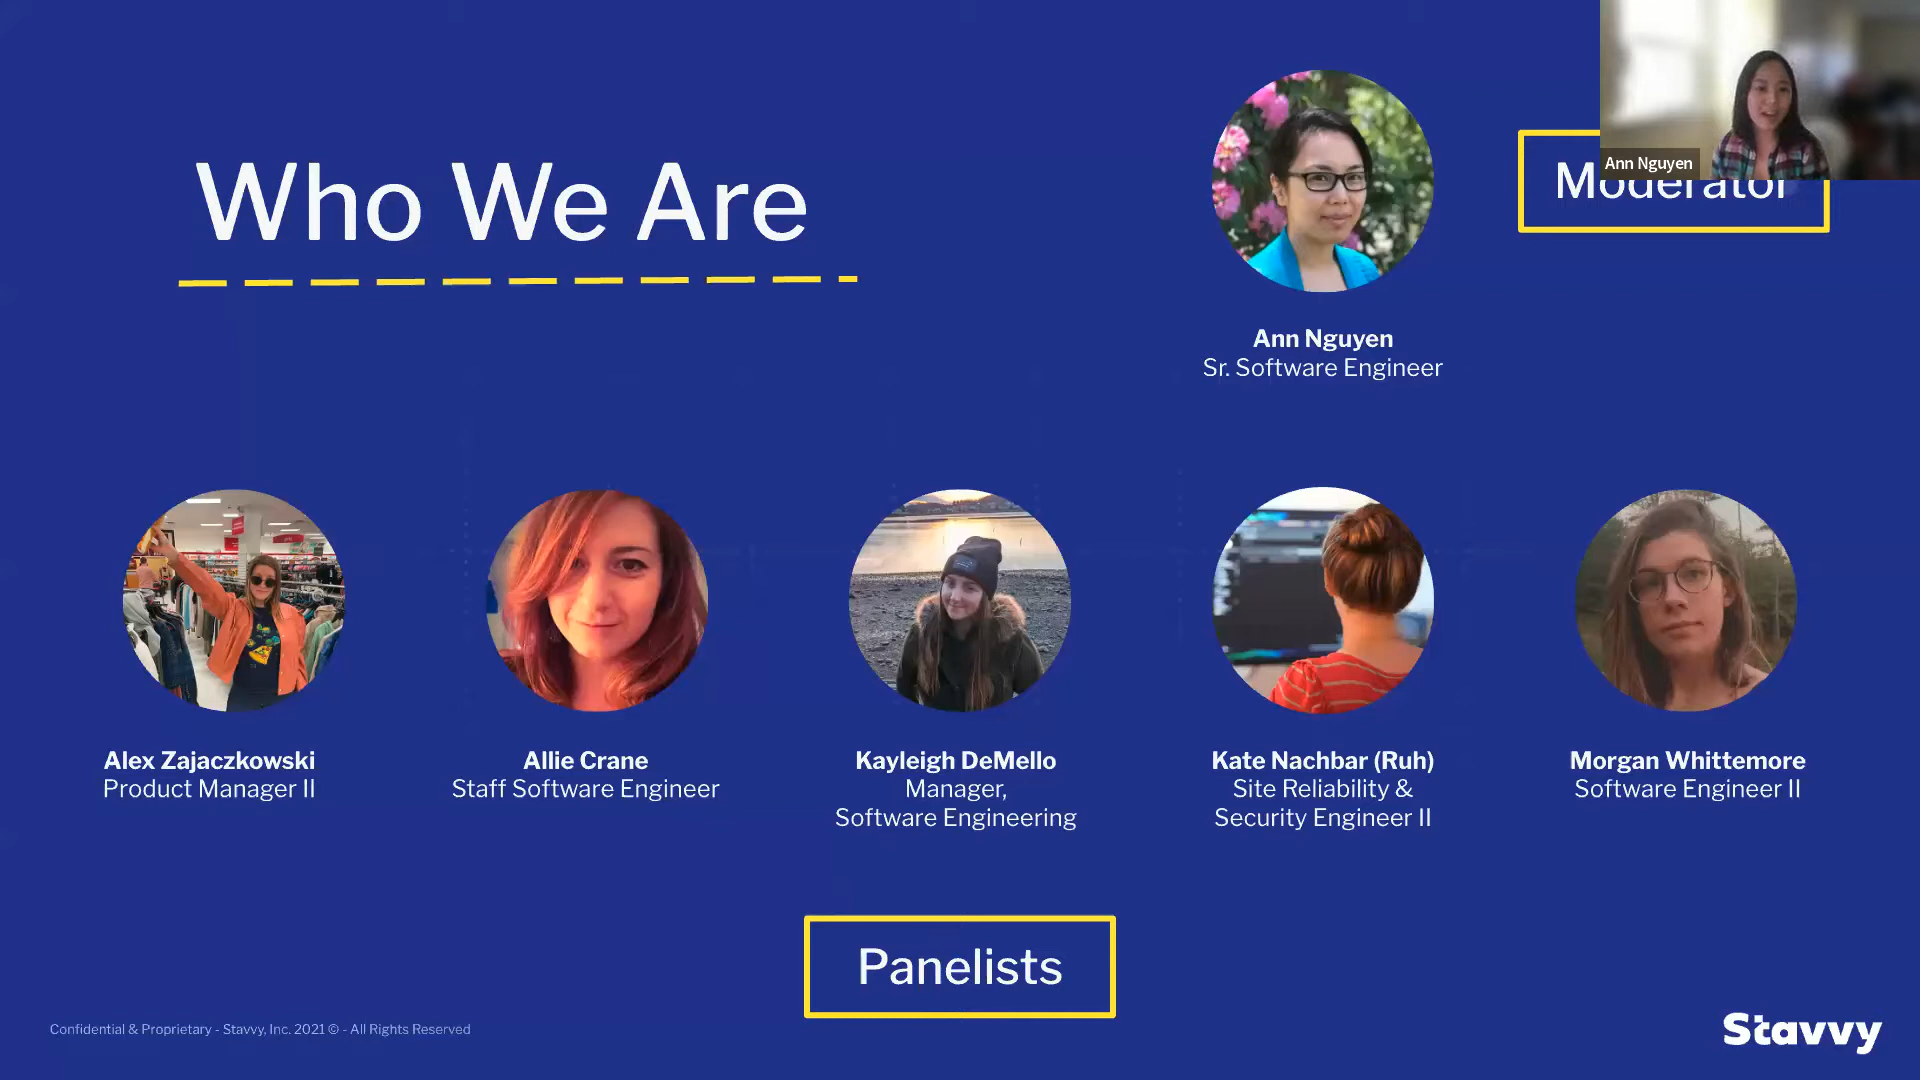 Who We Are
Ann Nguyen
Moderator
Ann Nguyen
Sr. Software Engineer
Alex Zajaczkowski
Product Manager II
Allie Crane
Staff Software Engineer
Kayleigh DeMello
Manager,
Software Engineering
Kate Nachbar (Ruh)
Site Reliability &
Security Engineer II
Morgan Whittemore
Software Engineer II
Panelists
Confidential & Proprietary - Stavvy, Inc. 2021 © - All Rights Reserved
Stavvy